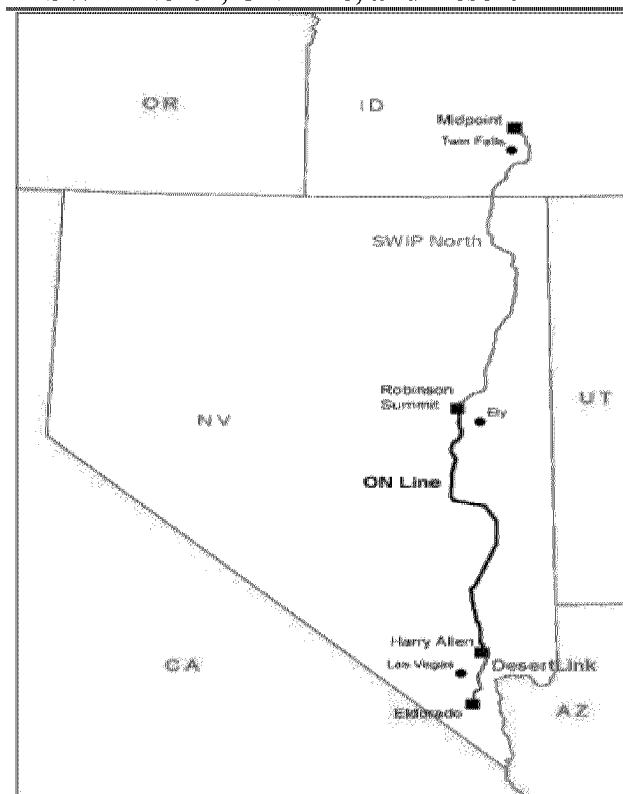 OR
ID
Midpoint
Twin Falls
SWIP North
Robinson
Summit
Ely
UT
NV
ON Line
Harry Allen
Las Vegas
DesertLink
CA
Eldorado
AZ